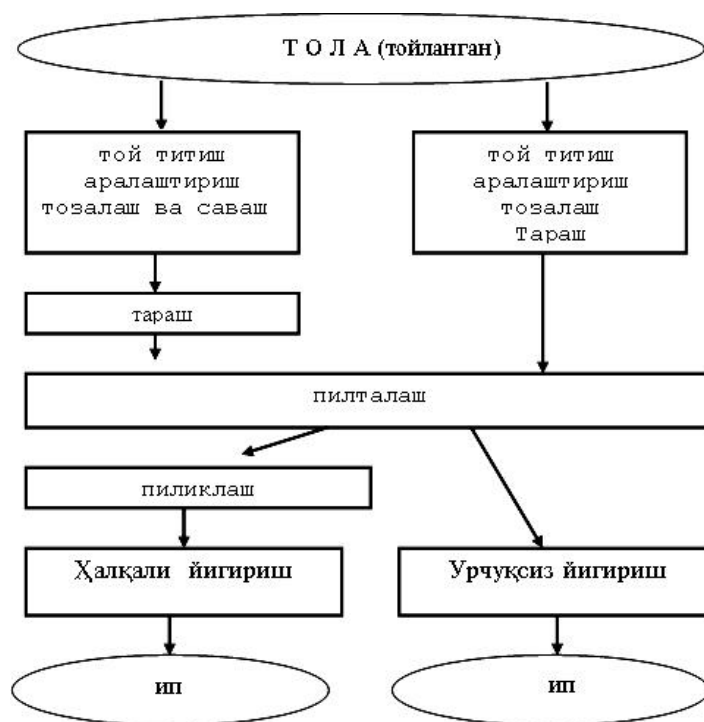 Т О Л А (тойланган)
той титиш
аралаштириш
тозалаш ва саваш
той титиш
аралаштириш
тозалаш
Тараш
тараш
пилталаш
пиликлаш
Ҳалқали йигириш
Урчуқсиз йигириш
ип
ип